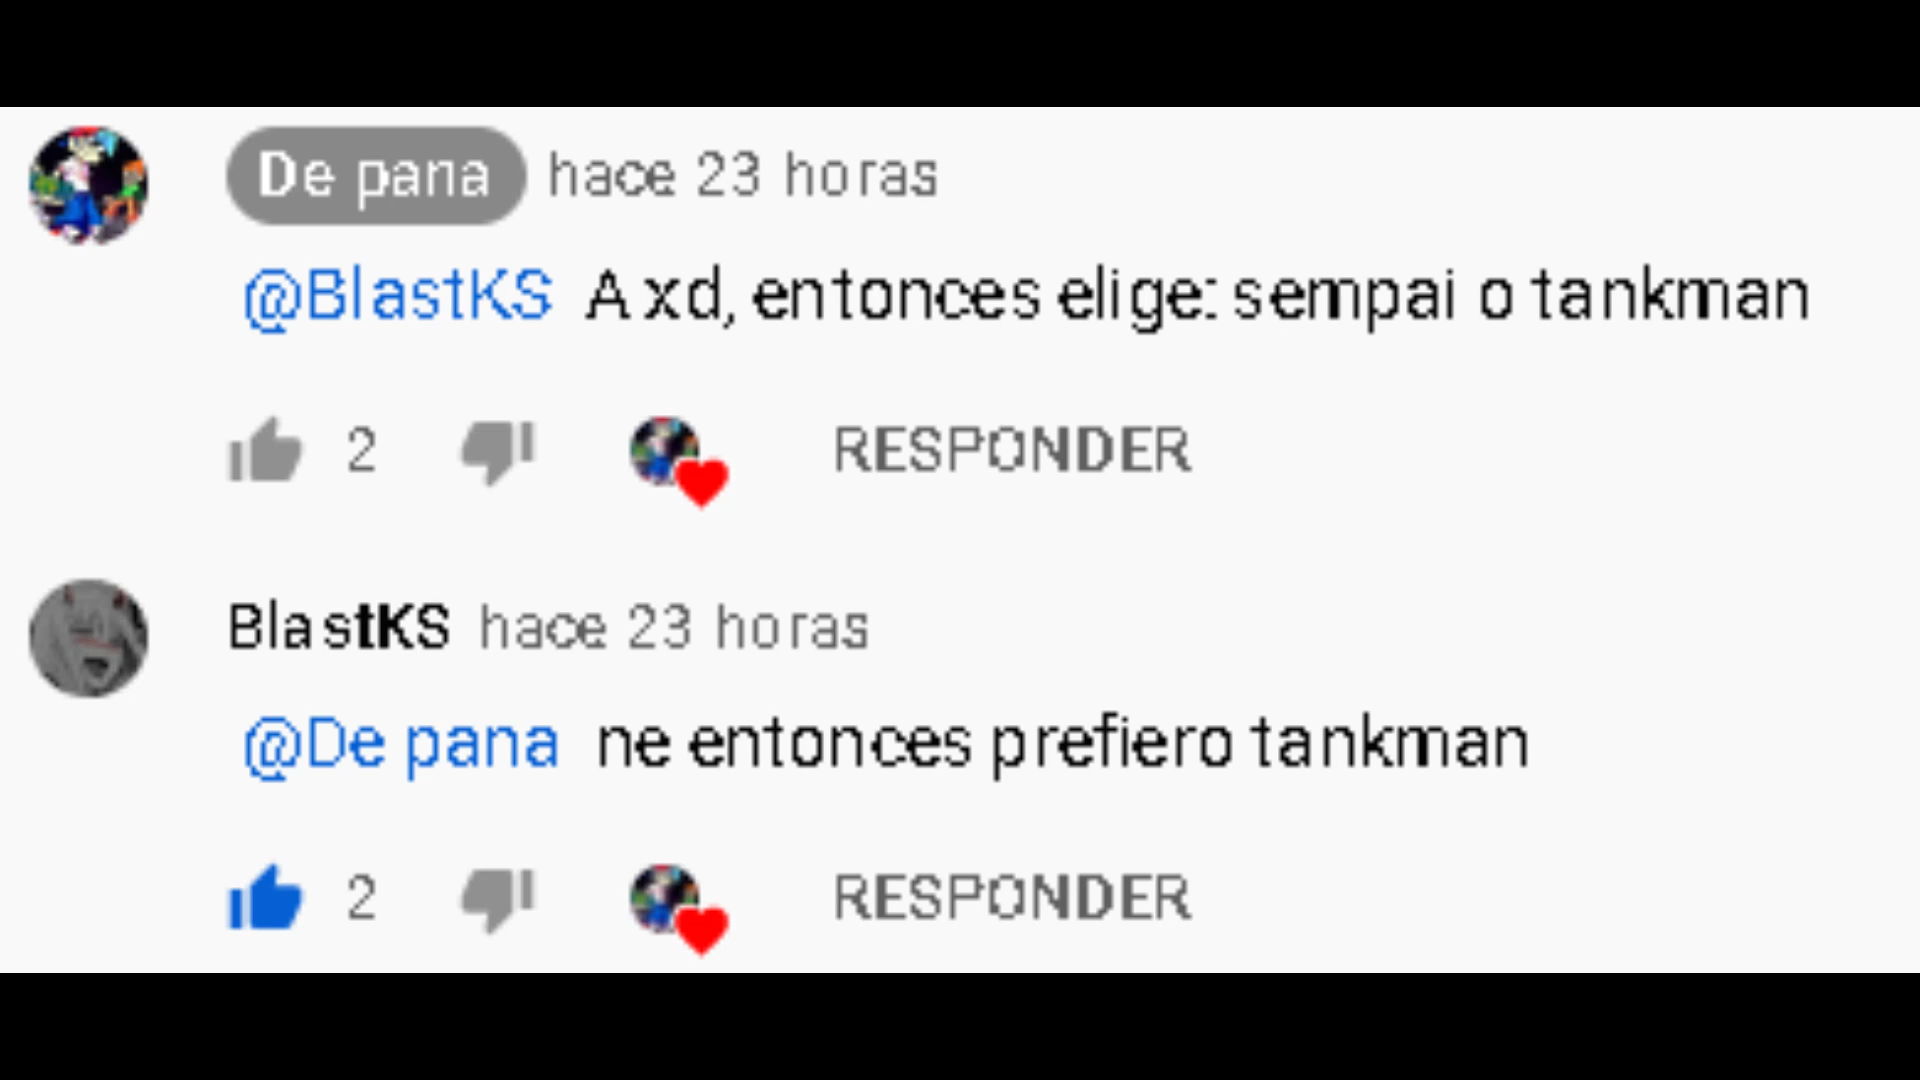 De pana hace 23 horas
@BlastKS A xd, entonces elige: sempai o tankman
2 RESPONDER
BlastKS hace 23 horas
@De pana ne entonces prefiero tankman
2 RESPONDER